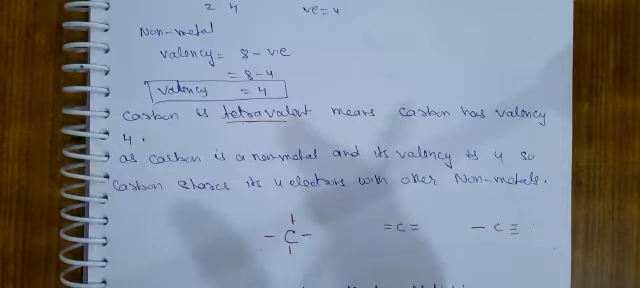 2 4 ve=4
Non-metal
Valency = 8-ve
= 8-4
Valency = 4
Carbon is tetravalent means carbon has valency
4.
as carbon is a non-metal and its valency is 4 so
Carbon shares its 4 electors with other Non-metals.
-C- =C= -C≡